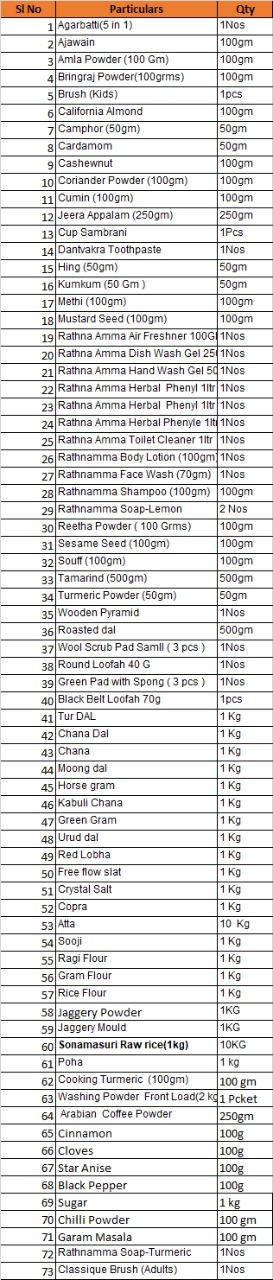 Sl No Particulars Qty
1 Agarbatti(5 in 1) 1Nos
2 Ajawain 100gm
3 Amla Powder (100 Gm) 100gm
4 Bringraj Powder(100grms) 100gm
5 Brush (Kids) 1pcs
6 California Almond 100gm
7 Camphor (50gm) 50gm
8 Cardamom 50gm
9 Cashewnut 100gm
10 Coriander Powder (100gm) 100gm
11 Cumin (100gm) 100gm
12 Jeera Appalam (250gm) 250gm
13 Cup Sambrani 1Pcs
14 Dantvakra Toothpaste 1Nos
15 Hing (50gm) 50gm
16 Kumkum (50 Gm ) 50gm
17 Methi (100gm) 100gm
18 Mustard Seed (100gm) 100gm
19 Rathna Amma Air Freshner 100G 1Nos
20 Rathna Amma Dish Wash Gel 25 1Nos
21 Rathna Amma Hand Wash Gel 50 1Nos
22 Rathna Amma Herbal Phenyl 1ltr 1Nos
23 Rathna Amma Herbal Phenyl 1ltr 1Nos
24 Rathna Amma Herbal Phenyle 1lt 1Nos
25 Rathna Amma Toilet Cleaner 1ltr 1Nos
26 Rathnamma Body Lotion (100gm) 1Nos
27 Rathnamma Face Wash (70gm) 1Nos
28 Rathnamma Shampoo (100gm) 100gm
29 Rathnamma Soap-Lemon 2 Nos
30 Reetha Powder ( 100 Grms) 100gm
31 Sesame Seed (100gm) 100gm
32 Souff (100gm) 100gm
33 Tamarind (500gm) 500gm
34 Turmeric Powder (50gm) 50gm
35 Wooden Pyramid 1Nos
36 Roasted dal 500gm
37 Wool Scrub Pad Samll ( 3 pcs ) 1Nos
38 Round Loofah 40 G 1Nos
39 Green Pad with Spong ( 3 pcs ) 1Nos
40 Black Belt Loofah 70g 1pcs
41 Tur DAL 1 Kg
42 Chana Dal 1 Kg
43 Chana 1 Kg
44 Moong dal 1 Kg
45 Horse gram 1 Kg
46 Kabuli Chana 1 Kg
47 Green Gram 1 Kg
48 Urud dal 1 Kg
49 Red Lobha 1 Kg
50 Free flow slat 1 Kg
51 Crystal Salt 1 Kg
52 Copra 1 Kg
53 Atta 10 Kg
54 Sooji 1 Kg
55 Ragi Flour 1 Kg
56 Gram Flour 1 Kg
57 Rice Flour 1 Kg
58 Jaggery Powder 1KG
59 Jaggery Mould 1KG
60 Sonamasuri Raw rice(1kg) 10KG
61 Poha 1 kg
62 Cooking Turmeric (100gm) 100 gm
63 Washing Powder Front Load(2 kg 1 Pcket
64 Arabian Coffee Powder 250gm
65 Cinnamon 100g
66 Cloves 100g
67 Star Anise 100g
68 Black Pepper 100g
69 Sugar 1 kg
70 Chilli Powder 100 gm
71 Garam Masala 100 gm
72 Rathnamma Soap-Turmeric 1Nos
73 Classique Brush (Adults) 1Nos